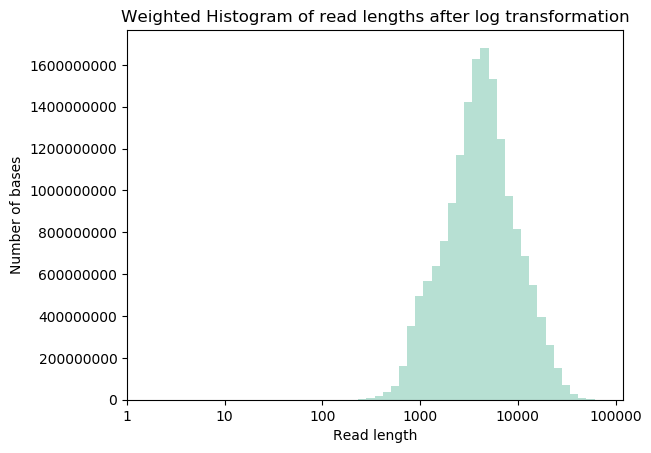 Weighted Histogram of read lengths after log transformation
Number of bases
1600000000
1400000000
1200000000
1000000000
800000000
600000000
400000000
200000000
0
1 10 100 1000 10000 100000
Read length